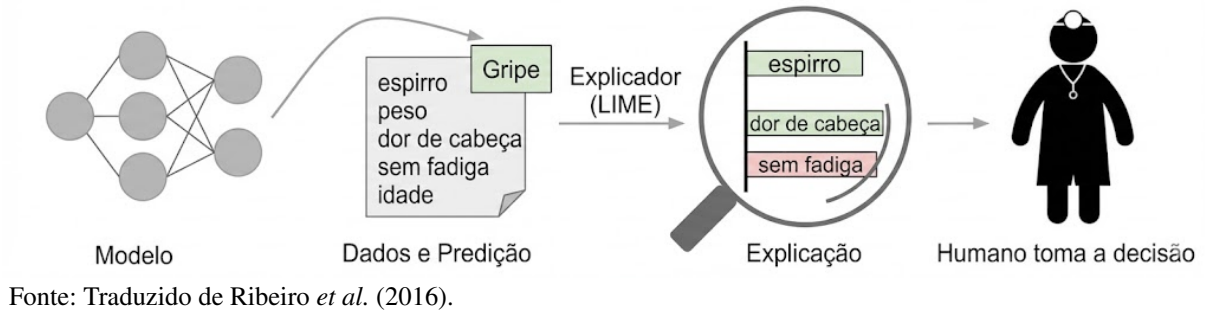 Gripe
espirro
peso
dor de cabeça
sem fadiga
idade
Explicador
(LIME)
espirro
dor de cabeça
sem fadiga
Modelo
Dados e Predição
Explicação
Humano toma a decisão
Fonte: Traduzido de Ribeiro et al. (2016).